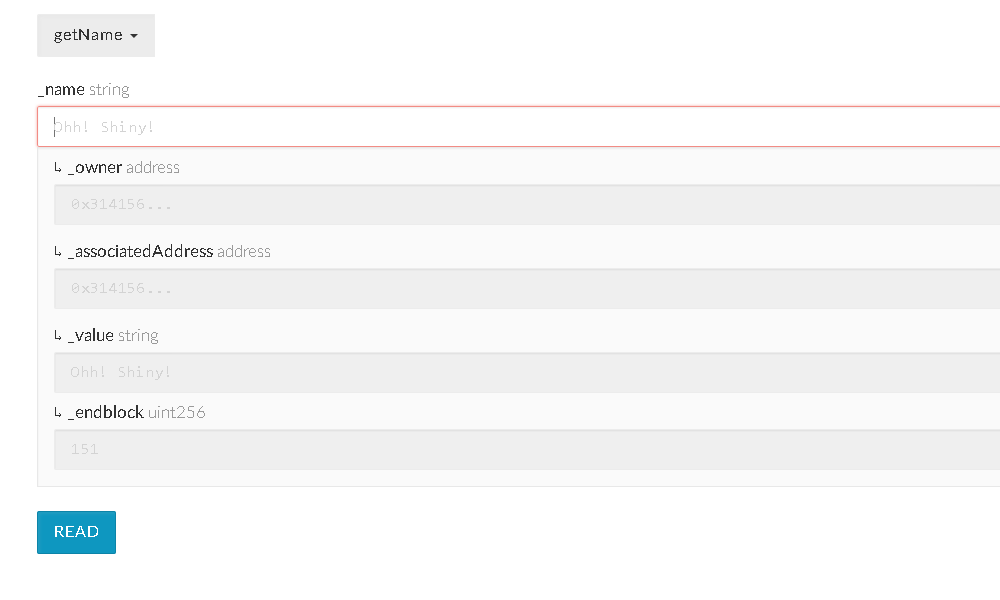 getName
_name string
Ohh! Shiny!
↳ _owner address
0x314156...
↳ _associatedAddress address
0x314156...
↳ _value string
Ohh! Shiny!
↳ _endblock uint256
151
READ